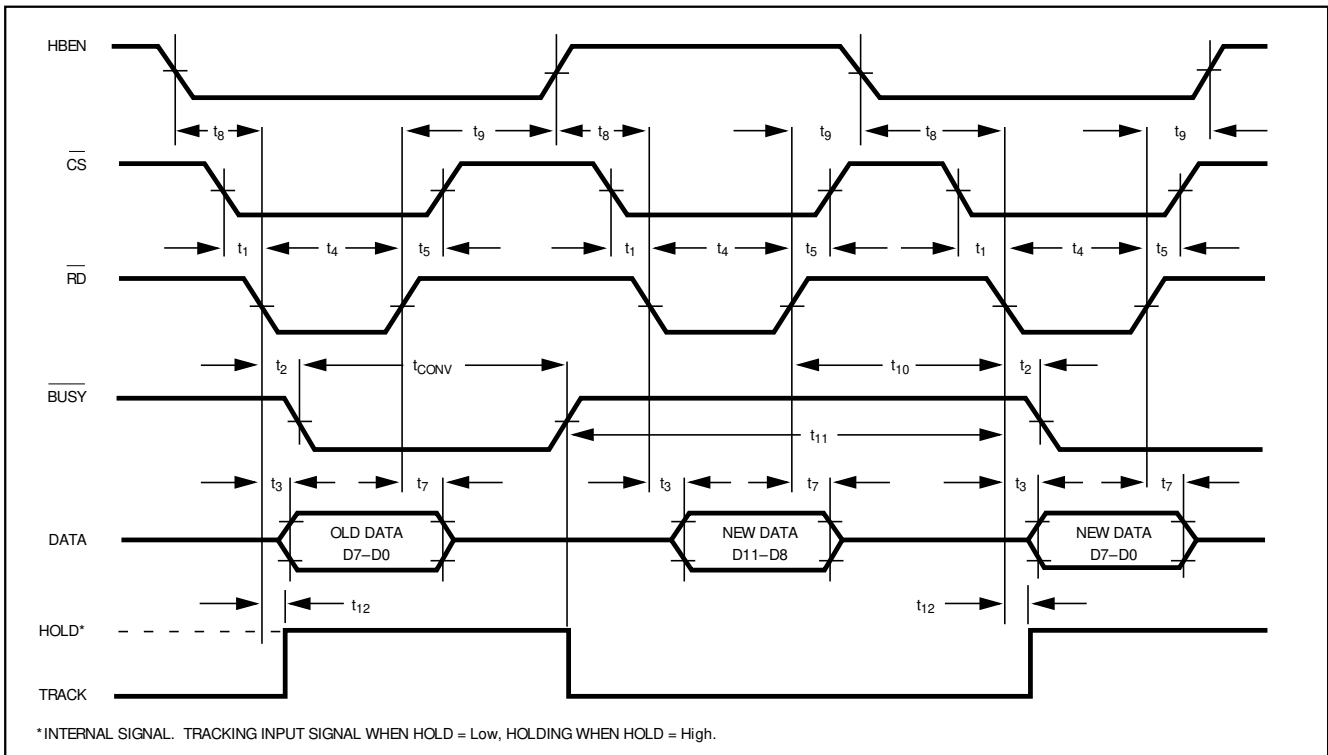 HBEN
t8 t9 t8 t9 t8 t9
CS
t1 t4 t5 t1 t4 t5 t1 t4 t5
RD
t2 tCONV t10 t2
BUSY
t11
t3 t7 t3 t7 t3 t7
DATA
OLD DATA
D7–D0
NEW DATA
D11–D8
NEW DATA
D7–D0
t12 t12
HOLD*
TRACK
*INTERNAL SIGNAL. TRACKING INPUT SIGNAL WHEN HOLD = Low, HOLDING WHEN HOLD = High.